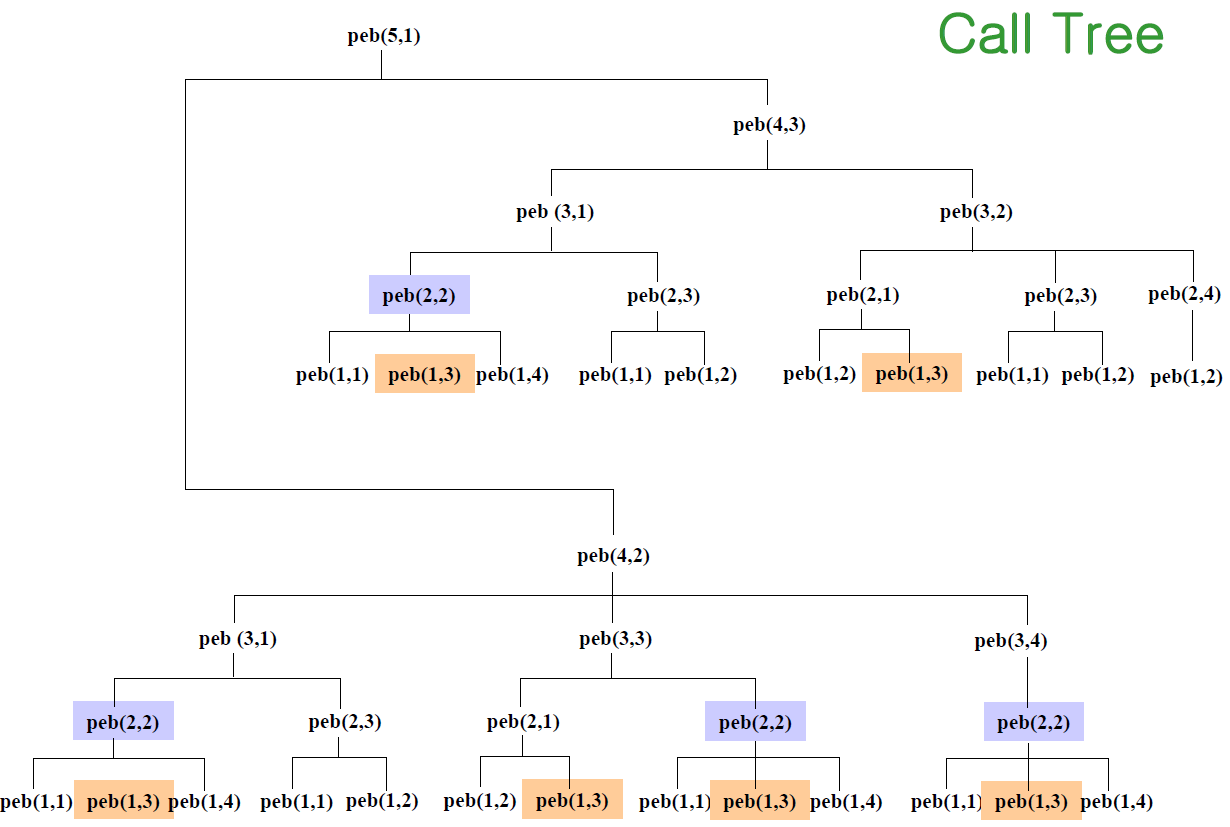 Call Tree
peb(5,1)
peb(4,3)
peb (3,1) peb(3,2)
peb(2,2) peb(2,3) peb(2,1) peb(2,3) peb(2,4)
peb(1,1) peb(1,3) peb(1,4) peb(1,1) peb(1,2) peb(1,2) peb(1,3) peb(1,1) peb(1,2) peb(1,2)
peb(4,2)
peb (3,1) peb(3,3) peb(3,4)
peb(2,2) peb(2,3) peb(2,1) peb(2,2) peb(2,2)
peb(1,1) peb(1,3) peb(1,4) peb(1,1) peb(1,2) peb(1,2) peb(1,3) peb(1,1) peb(1,3) peb(1,4) peb(1,1) peb(1,3) peb(1,4)